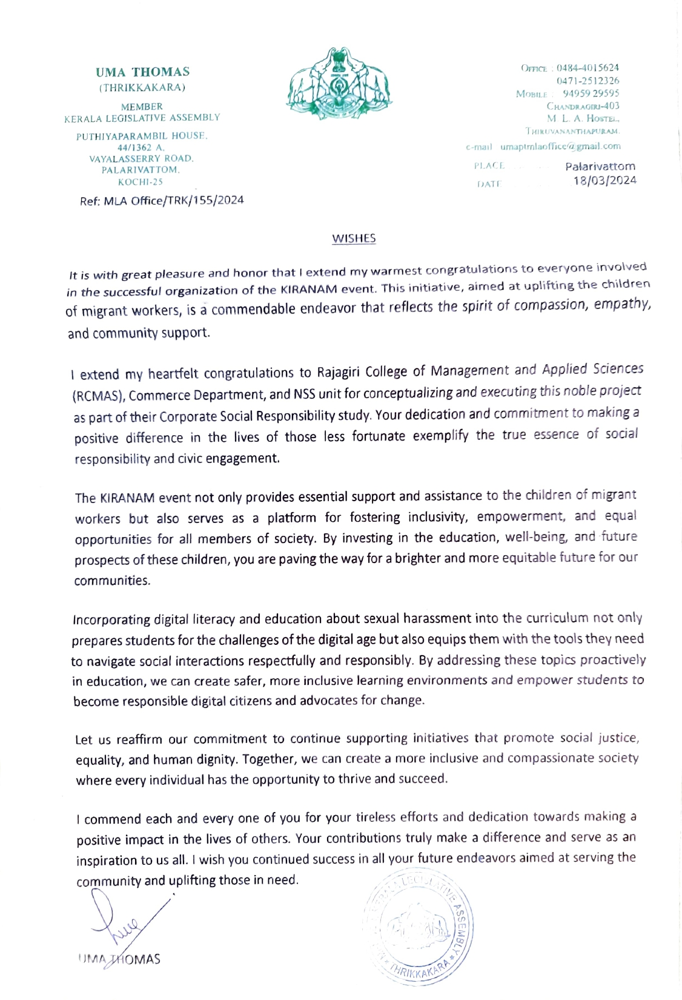 UMA THOMAS
(THRIKKAKARA)
MEMBER
KERALA LEGISLATIVE ASSEMBLY
PUTHIYAPARAMBIL HOUSE,
44/1362 A,
VAYALASSERRY ROAD,
PALARIVATTOM,
KOCHI-25
Ref: MLA Office/TRK/155/2024
OFFICE : 0484-4015624
0471-2512326
MOBILE : 94959 29595
CHANDRAGIRI-403
M. L. A. HOSTEL,
THIRUVANANTHAPURAM.
e-mail umaptmlaoffice@gmail.com
PLACE Palarivattom
DATE 18/03/2024
WISHES
It is with great pleasure and honor that I extend my warmest congratulations to everyone involved
in the successful organization of the KIRANAM event. This initiative, aimed at uplifting the children
of migrant workers, is a commendable endeavor that reflects the spirit of compassion, empathy,
and community support.
I extend my heartfelt congratulations to Rajagiri College of Management and Applied Sciences
(RCMAS), Commerce Department, and NSS unit for conceptualizing and executing this noble project
as part of their Corporate Social Responsibility study. Your dedication and commitment to making a
positive difference in the lives of those less fortunate exemplify the true essence of social
responsibility and civic engagement.
The KIRANAM event not only provides essential support and assistance to the children of migrant
workers but also serves as a platform for fostering inclusivity, empowerment, and equal
opportunities for all members of society. By investing in the education, well-being, and future
prospects of these children, you are paving the way for a brighter and more equitable future for our
communities.
Incorporating digital literacy and education about sexual harassment into the curriculum not only
prepares students for the challenges of the digital age but also equips them with the tools they need
to navigate social interactions respectfully and responsibly. By addressing these topics proactively
in education, we can create safer, more inclusive learning environments and empower students to
become responsible digital citizens and advocates for change.
Let us reaffirm our commitment to continue supporting initiatives that promote social justice,
equality, and human dignity. Together, we can create a more inclusive and compassionate society
where every individual has the opportunity to thrive and succeed.
I commend each and every one of you for your tireless efforts and dedication towards making a
positive impact in the lives of others. Your contributions truly make a difference and serve as an
inspiration to us all. I wish you continued success in all your future endeavors aimed at serving the
community and uplifting those in need.
UMA THOMAS
KERALA LEGISLATIVE ASSEMBLY
* THRIKKAKARA *